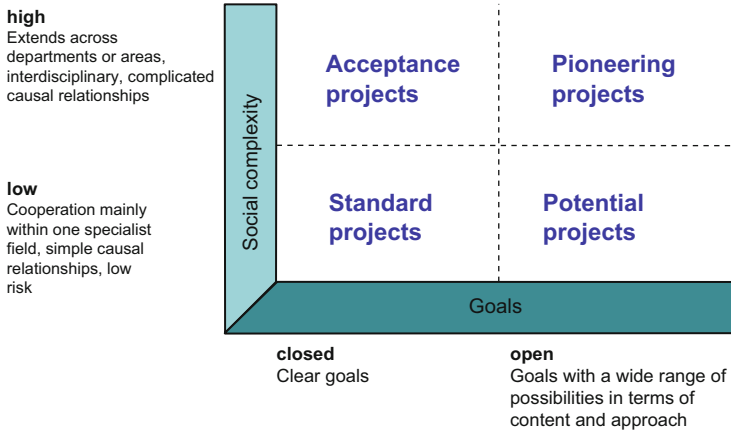 high
Extends across
departments or areas,
interdisciplinary, complicated
causal relationships
low
Cooperation mainly
within one specialist
field, simple causal
relationships, low
risk
Social complexity
Acceptance
projects
Pioneering
projects
Standard
projects
Potential
projects
Goals
closed
Clear goals
open
Goals with a wide range of
possibilities in terms of
content and approach